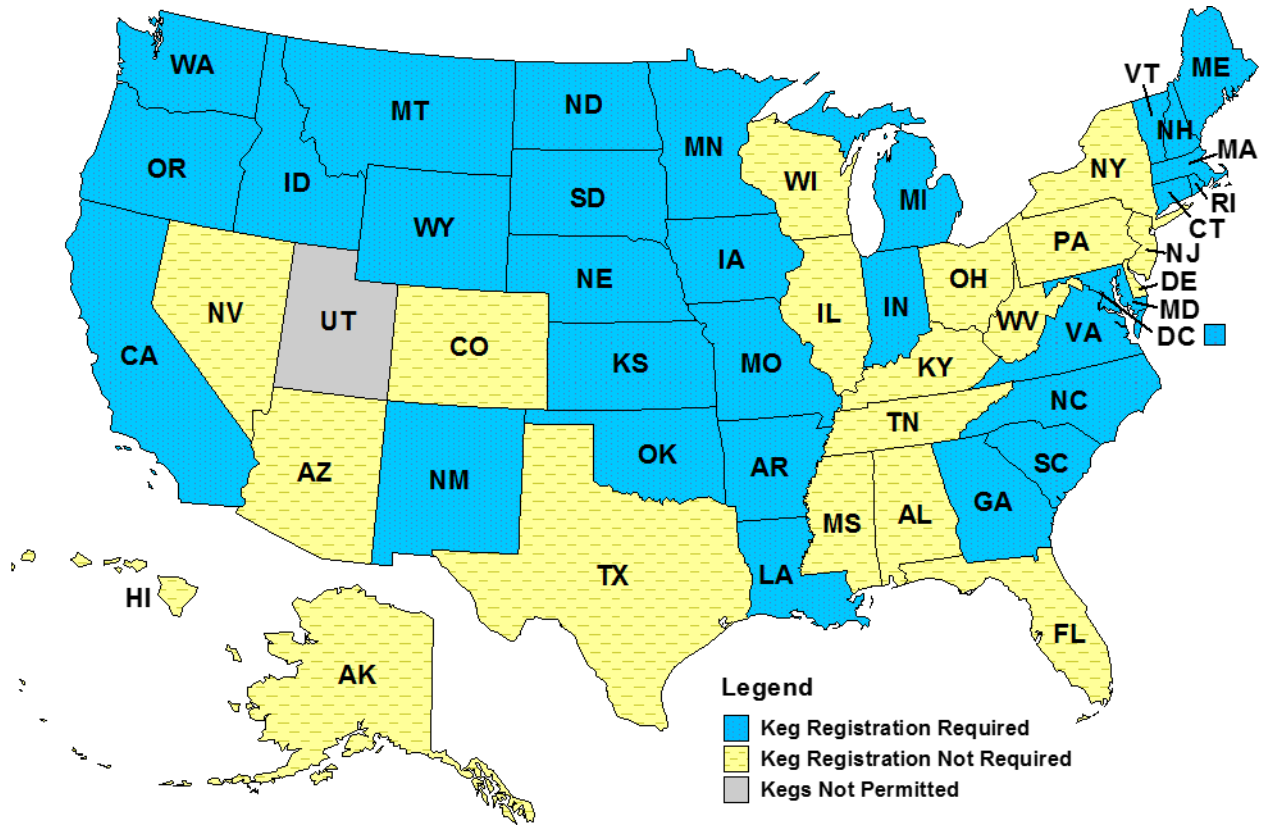 WA
MT
ND
MN
VT
ME
NH
MA
OR
ID
SD
WI
MI
NY
RI
CT
WY
IA
PA
NJ
NE
OH
DE
MD
NV
UT
IL
IN
WV
VA
DC
CA
CO
KS
MO
KY
NC
TN
AZ
NM
OK
AR
SC
GA
MS
AL
TX
LA
HI
FL
AK
Legend
Keg Registration Required
Keg Registration Not Required
Kegs Not Permitted